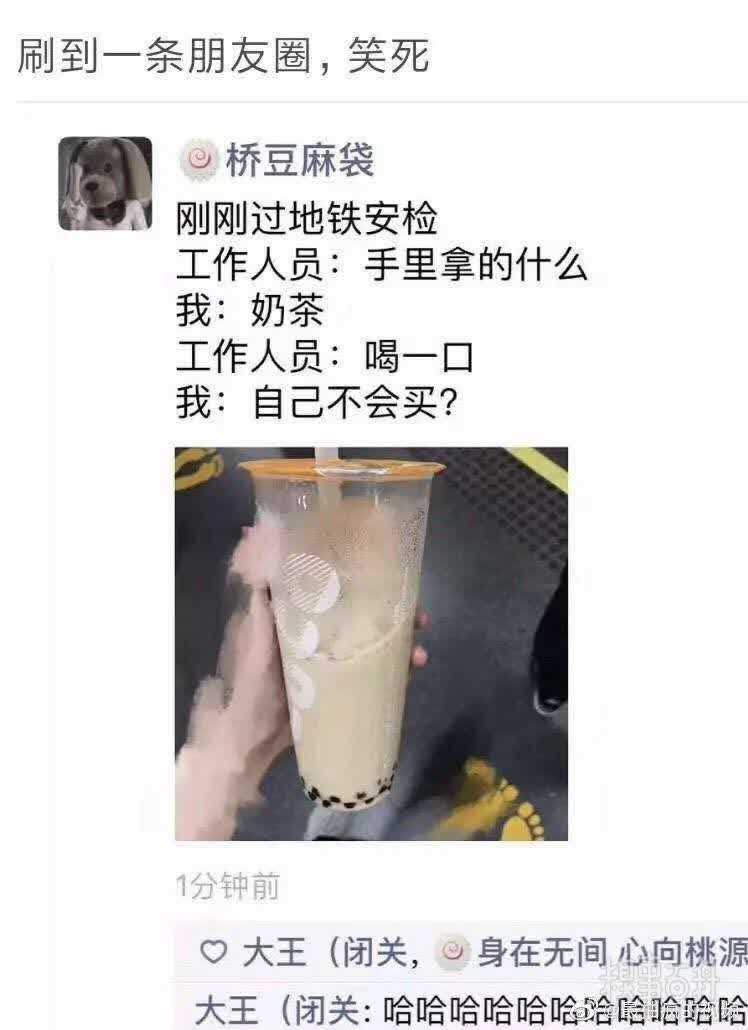 刷到一条朋友圈，笑死
桥豆麻袋
刚刚过地铁安检
工作人员：手里拿的什么
我：奶茶
工作人员：喝一口
我：自己不会买？
1分钟前
大王（闭关，身在无间 心向桃源
大王（闭关：哈哈哈哈哈哈哈哈哈哈哈